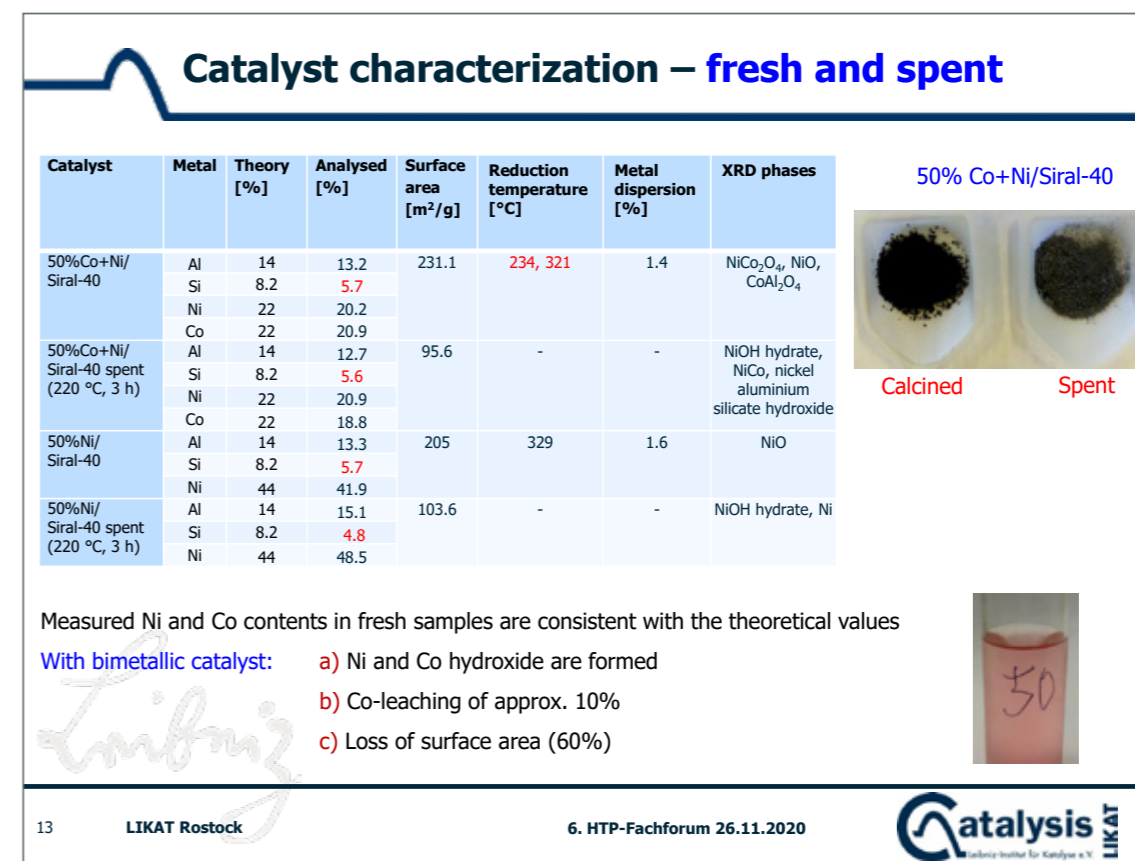 Catalyst characterization – fresh and spent
Catalyst Metal Theory [%] Analysed [%] Surface area [m²/g] Reduction temperature [°C] Metal dispersion [%] XRD phases
50%Co+Ni/ Siral-40 Al 14 13.2 231.1 234, 321 1.4 NiCo₂O₄, NiO, CoAl₂O₄
Si 8.2 5.7
Ni 22 20.2
Co 22 20.9
50%Co+Ni/ Siral-40 spent (220 °C, 3 h) Al 14 12.7 95.6 - - NiOH hydrate, NiCo, nickel aluminium silicate hydroxide
Si 8.2 5.6
Ni 22 20.9
Co 22 18.8
50%Ni/ Siral-40 Al 14 13.3 205 329 1.6 NiO
Si 8.2 5.7
Ni 44 41.9
50%Ni/ Siral-40 spent (220 °C, 3 h) Al 14 15.1 103.6 - - NiOH hydrate, Ni
Si 8.2 4.8
Ni 44 48.5
50% Co+Ni/Siral-40
Calcined Spent
Measured Ni and Co contents in fresh samples are consistent with the theoretical values
With bimetallic catalyst: a) Ni and Co hydroxide are formed
b) Co-leaching of approx. 10%
c) Loss of surface area (60%)
50
Leibniz
13 LIKAT Rostock 6. HTP-Fachforum 26.11.2020
Catalysis LIKAT
Leibniz-Institut für Katalyse e.V.